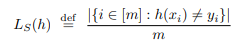 L_S(h) \stackrel{\text{def}}{=} \frac{|\{i \in [m] : h(x_i) \neq y_i\}|}{m}